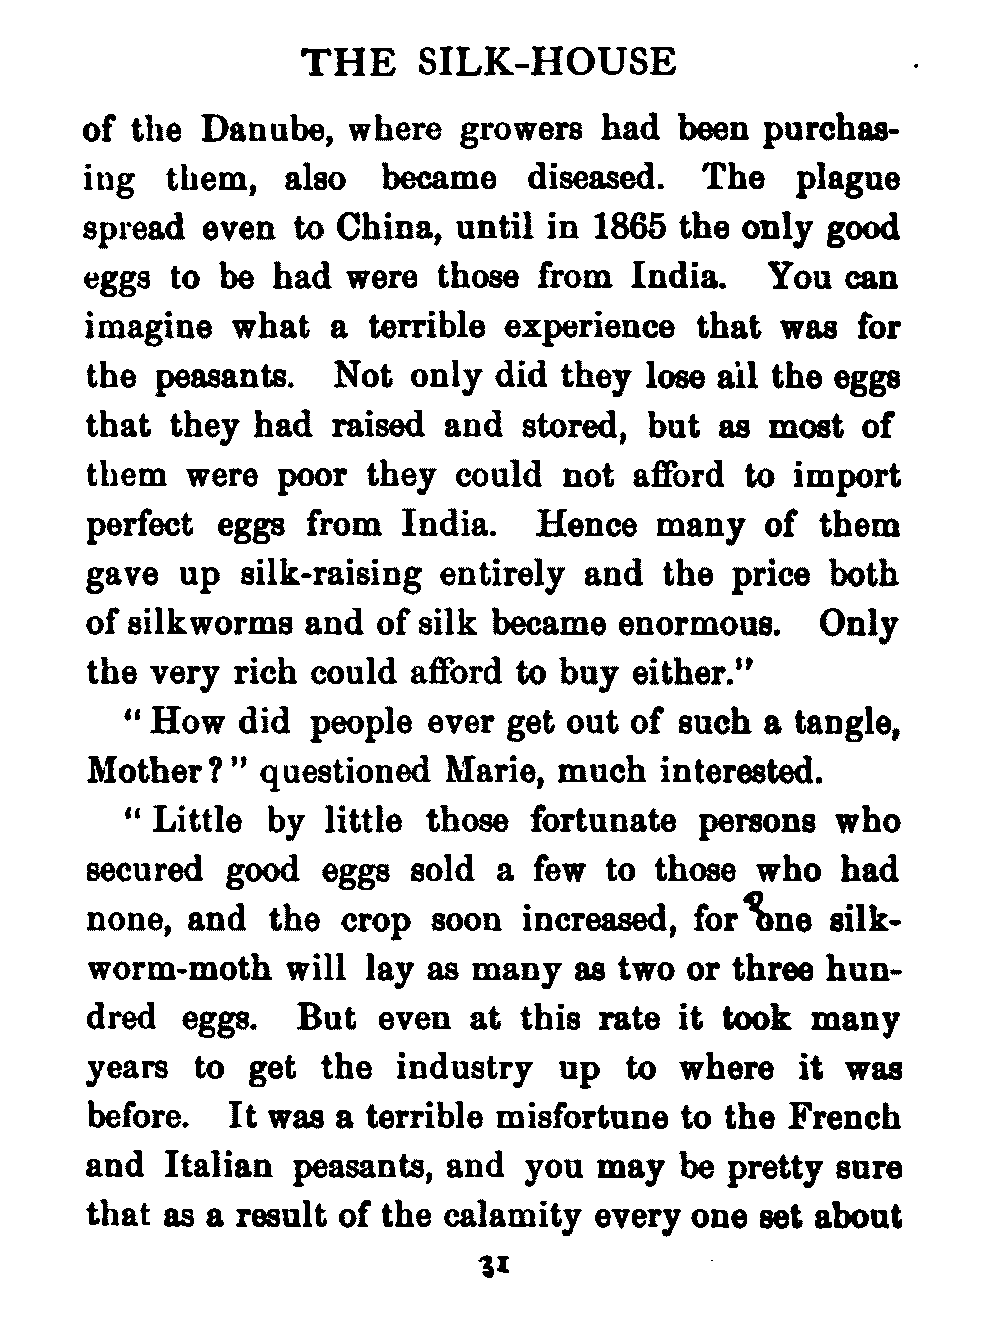 THE SILK-HOUSE
of the Danube, where growers had been purchas-
ing them, also became diseased. The plague
spread even to China, until in 1865 the only good
eggs to be had were those from India. You can
imagine what a terrible experience that was for
the peasants. Not only did they lose all the eggs
that they had raised and stored, but as most of
them were poor they could not afford to import
perfect eggs from India. Hence many of them
gave up silk-raising entirely and the price both
of silkworms and of silk became enormous. Only
the very rich could afford to buy either."
" How did people ever get out of such a tangle,
Mother ? " questioned Marie, much interested.
" Little by little those fortunate persons who
secured good eggs sold a few to those who had
none, and the crop soon increased, for one silk-
worm-moth will lay as many as two or three hun-
dred eggs. But even at this rate it took many
years to get the industry up to where it was
before. It was a terrible misfortune to the French
and Italian peasants, and you may be pretty sure
that as a result of the calamity every one set about
31